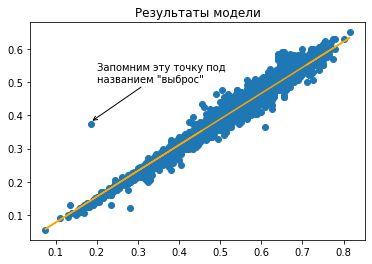 Результаты модели
0.6
0.5
0.4
0.3
0.2
0.1
Запомним эту точку под
названием "выброс"
0.1 0.2 0.3 0.4 0.5 0.6 0.7 0.8